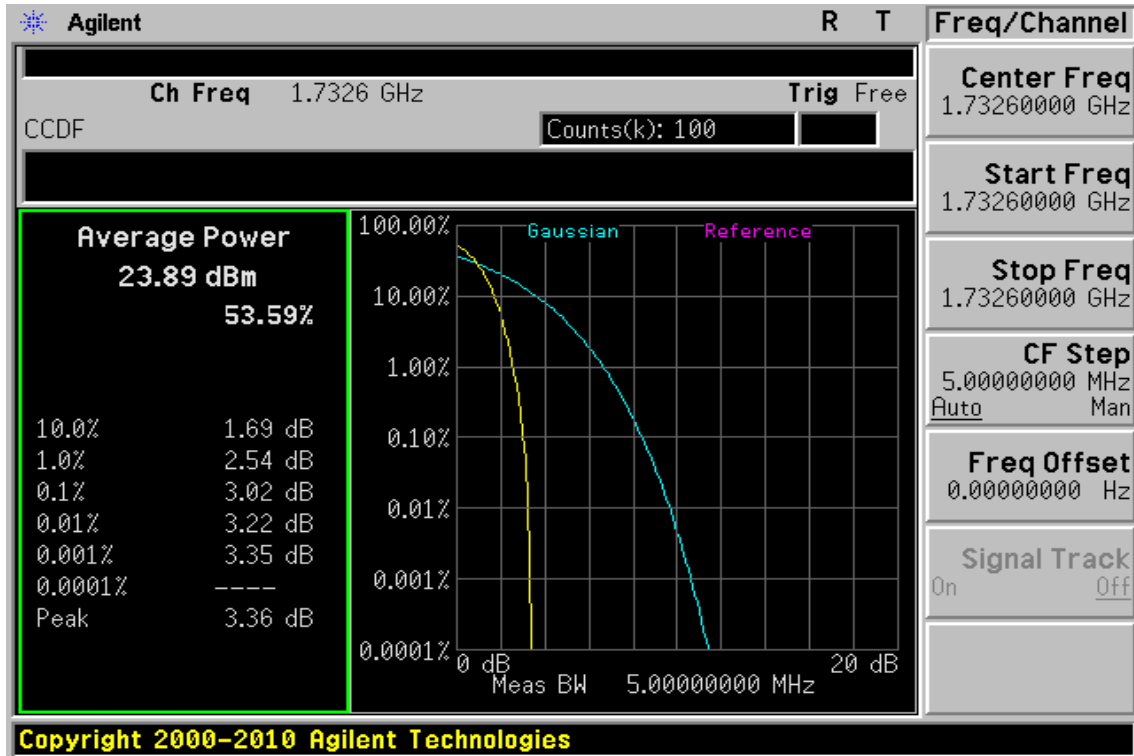 Agilent R T
Ch Freq 1.7326 GHz Trig Free
CCDF Counts(k): 100
Average Power
23.89 dBm
53.59%
10.0% 1.69 dB
1.0% 2.54 dB
0.1% 3.02 dB
0.01% 3.22 dB
0.001% 3.35 dB
0.0001% ----
Peak 3.36 dB
Gaussian Reference
100.00%
10.00%
1.00%
0.10%
0.01%
0.001%
0.0001%
0 dB 20 dB
Meas BW 5.00000000 MHz
Freq/Channel
Center Freq
1.73260000 GHz
Start Freq
1.73260000 GHz
Stop Freq
1.73260000 GHz
CF Step
5.00000000 MHz
Auto Man
Freq Offset
0.00000000 Hz
Signal Track
On Off
Copyright 2000-2010 Agilent Technologies